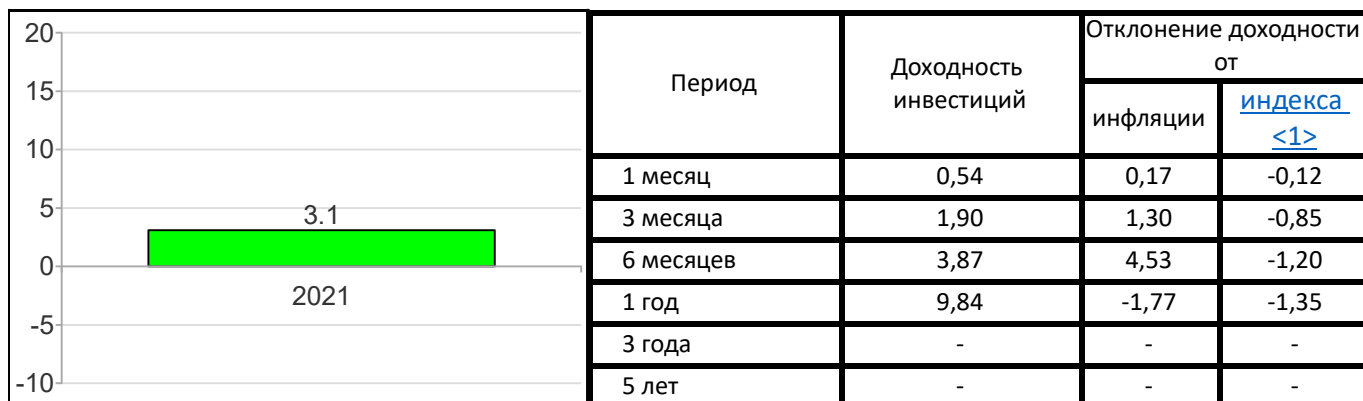 20
15
10
5
0
-5
-10
3.1
2021
Период
Доходность
инвестиций
Отклонение доходности
от
инфляции
индекса
<1>
1 месяц 0,54 0,17 -0,12
3 месяца 1,90 1,30 -0,85
6 месяцев 3,87 4,53 -1,20
1 год 9,84 -1,77 -1,35
3 года - - -
5 лет - - -